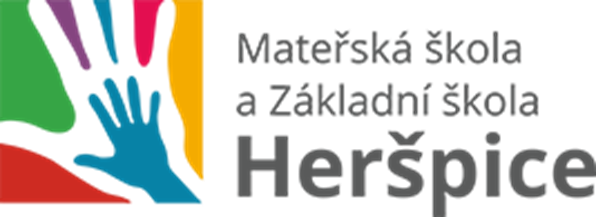 Mateřská škola
a Základní škola
Heršpice